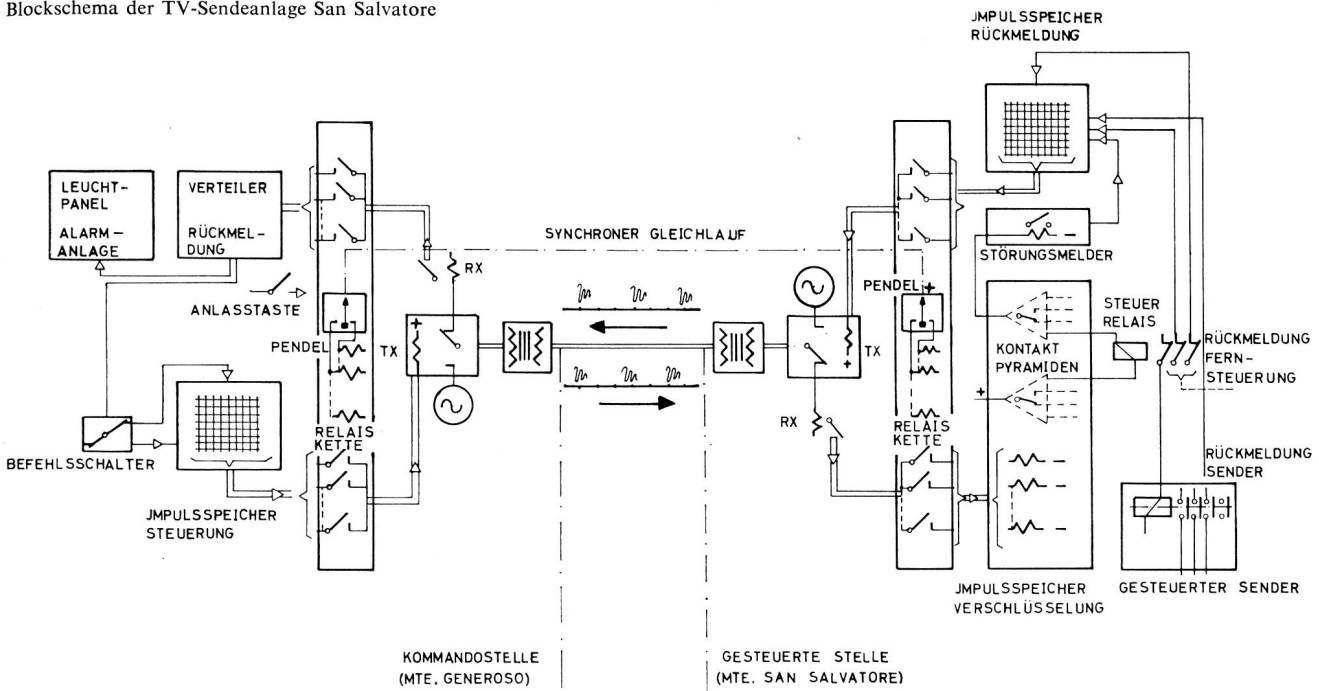 Blockschema der TV-Sendeanlage San Salvatore
JMPULSSPEICHER
RÜCKMELDUNG
LEUCHT-
PANEL
ALARM-
ANLAGE
VERTEILER
RÜCKMEL-
DUNG
ANLASSTASTE
PENDEL
TX
RX
SYNCHRONER GLEICHLAUF
RX
TX
PENDEL
STÖRUNGSMELDER
KONTAKT
PYRAMIDEN
STEUER
RELAIS
RÜCKMELDUNG
FERN-
STEUERUNG
BEFEHLSSCHALTER
JMPULSSPEICHER
STEUERUNG
RELAIS
KETTE
RELAIS
KETTE
RÜCKMELDUNG
SENDER
JMPULSSPEICHER
VERSCHLÜSSELUNG
GESTEUERTER SENDER
KOMMANDOSTELLE
(MTE. GENEROSO)
GESTEUERTE STELLE
(MTE. SAN SALVATORE)